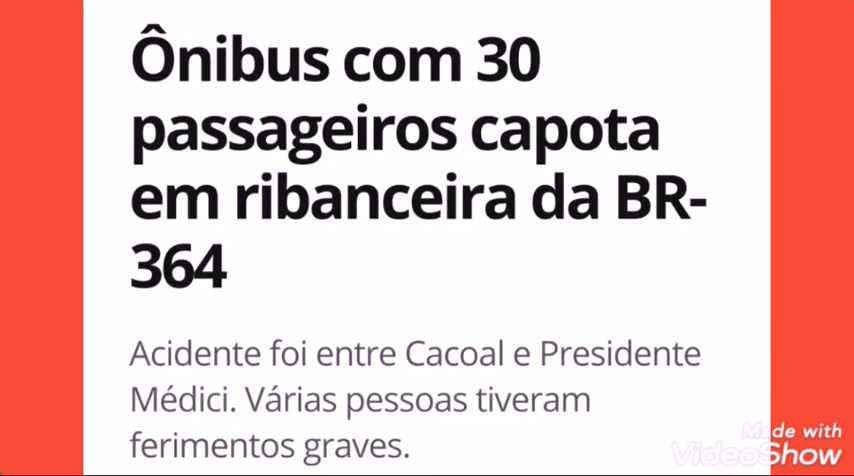 Ônibus com 30
passageiros capota
em ribanceira da BR-
364
Acidente foi entre Cacoal e Presidente
Médici. Várias pessoas tiveram
ferimentos graves.
Made with
VideoShow